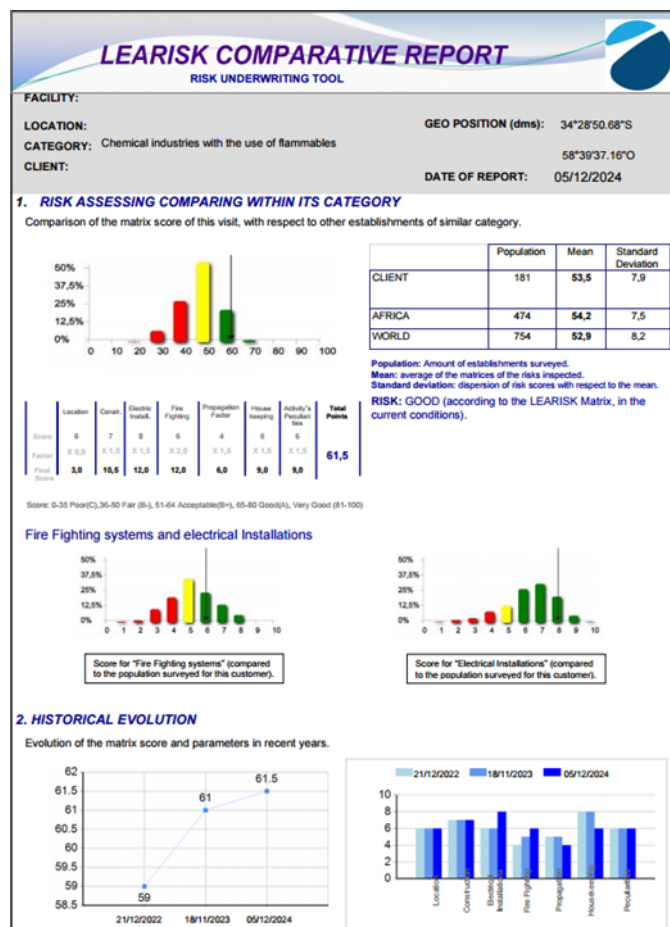 LEARISK COMPARATIVE REPORT
RISK UNDERWRITING TOOL
FACILITY:
LOCATION:
GEO POSITION (dms): 34°28'50.68"S
CATEGORY: Chemical industries with the use of flammables
58°39'37.16"O
CLIENT:
DATE OF REPORT: 05/12/2024
1. RISK ASSESSING COMPARING WITHIN ITS CATEGORY
Comparison of the matrix score of this visit, with respect to other establishments of similar category.
50%
37,5%
25%
12,5%
0%
0 10 20 30 40 50 60 70 80 90 100
Population Mean Standard Deviation
CLIENT 181 53,5 7,9
AFRICA 474 54,2 7,5
WORLD 754 52,9 8,2
Population: Amount of establishments surveyed.
Mean: average of the matrices of the risks inspected.
Standard deviation: dispersion of risk scores with respect to the mean.
RISK: GOOD (according to the LEARISK Matrix, in the
current conditions).
Location Constr. Electric Install. Fire Fighting Propagation Factor House keeping Activity's Peculiari ties Total Points
Score 6 7 8 6 4 6 6
Factor X 0,5 X 1,5 X 1,5 X 2,0 X 1,5 X 1,5 X 1,5 61,5
Final Score 3,0 10,5 12,0 12,0 6,0 9,0 9,0
Score: 0-35 Poor(C),36-50 Fair (B-), 51-64 Acceptable(B+), 65-80 Good(A), Very Good (81-100)
Fire Fighting systems and electrical Installations
50%
37,5%
25%
12,5%
0%
0 1 2 3 4 5 6 7 8 9 10
50%
37,5%
25%
12,5%
0%
0 1 2 3 4 5 6 7 8 9 10
Score for "Fire Fighting systems" (compared
to the population surveyed for this customer).
Score for "Electrical Installations" (compared
to the population surveyed for this customer).
2. HISTORICAL EVOLUTION
Evolution of the matrix score and parameters in recent years.
62
61.5
61
60.5
60
59.5
59
58.5
59
61
61.5
21/12/2022 18/11/2023 05/12/2024
21/12/2022 18/11/2023 05/12/2024
10
8
6
4
2
0
Location
Construction
Electrical
Installations
Fire Fighting
Propagation
Housekeeping
Peculiarities